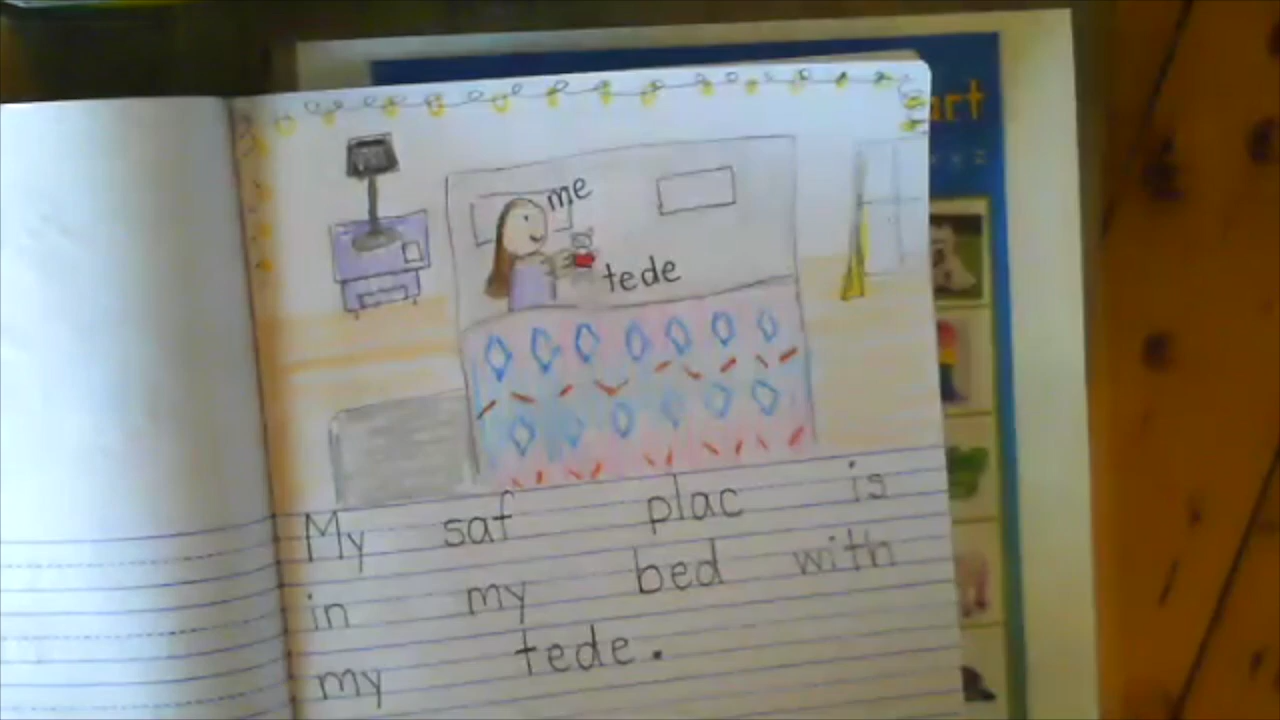 me
tede
My saf plac is
in my bed with
my tede.